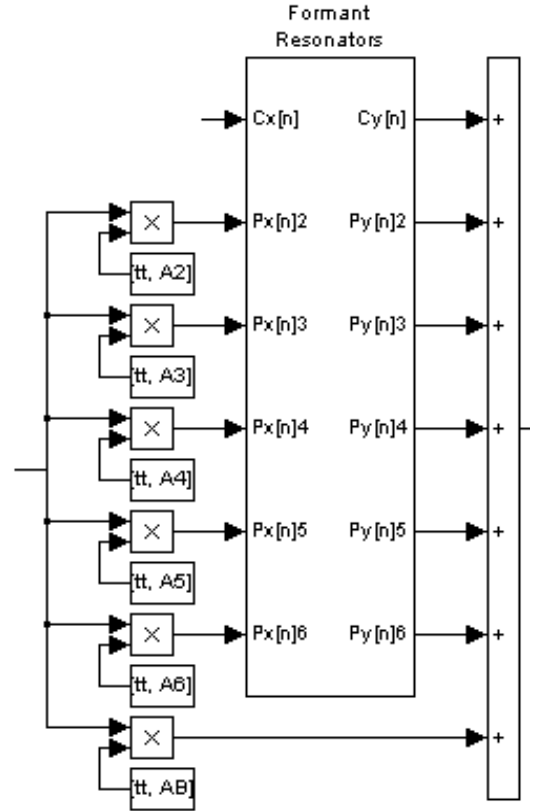 Formant
Resonators
Cx[n] Cy[n] +
× Px[n]2 Py[n]2 +
[tt, A2]
× Px[n]3 Py[n]3 +
[tt, A3]
× Px[n]4 Py[n]4 +
[tt, A4]
× Px[n]5 Py[n]5 +
[tt, A5]
× Px[n]6 Py[n]6 +
[tt, A6]
× +
[tt, AB]